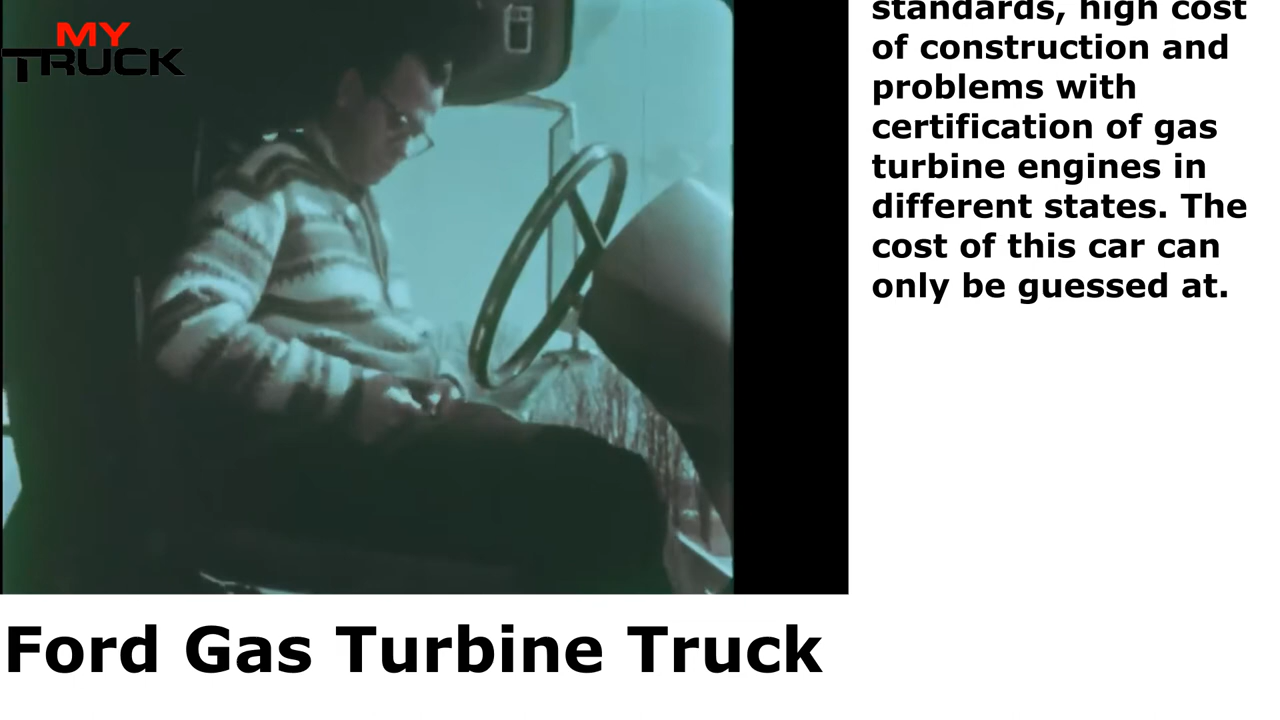 MY
TRUCK
standards, high cost
of construction and
problems with
certification of gas
turbine engines in
different states. The
cost of this car can
only be guessed at.
Ford Gas Turbine Truck